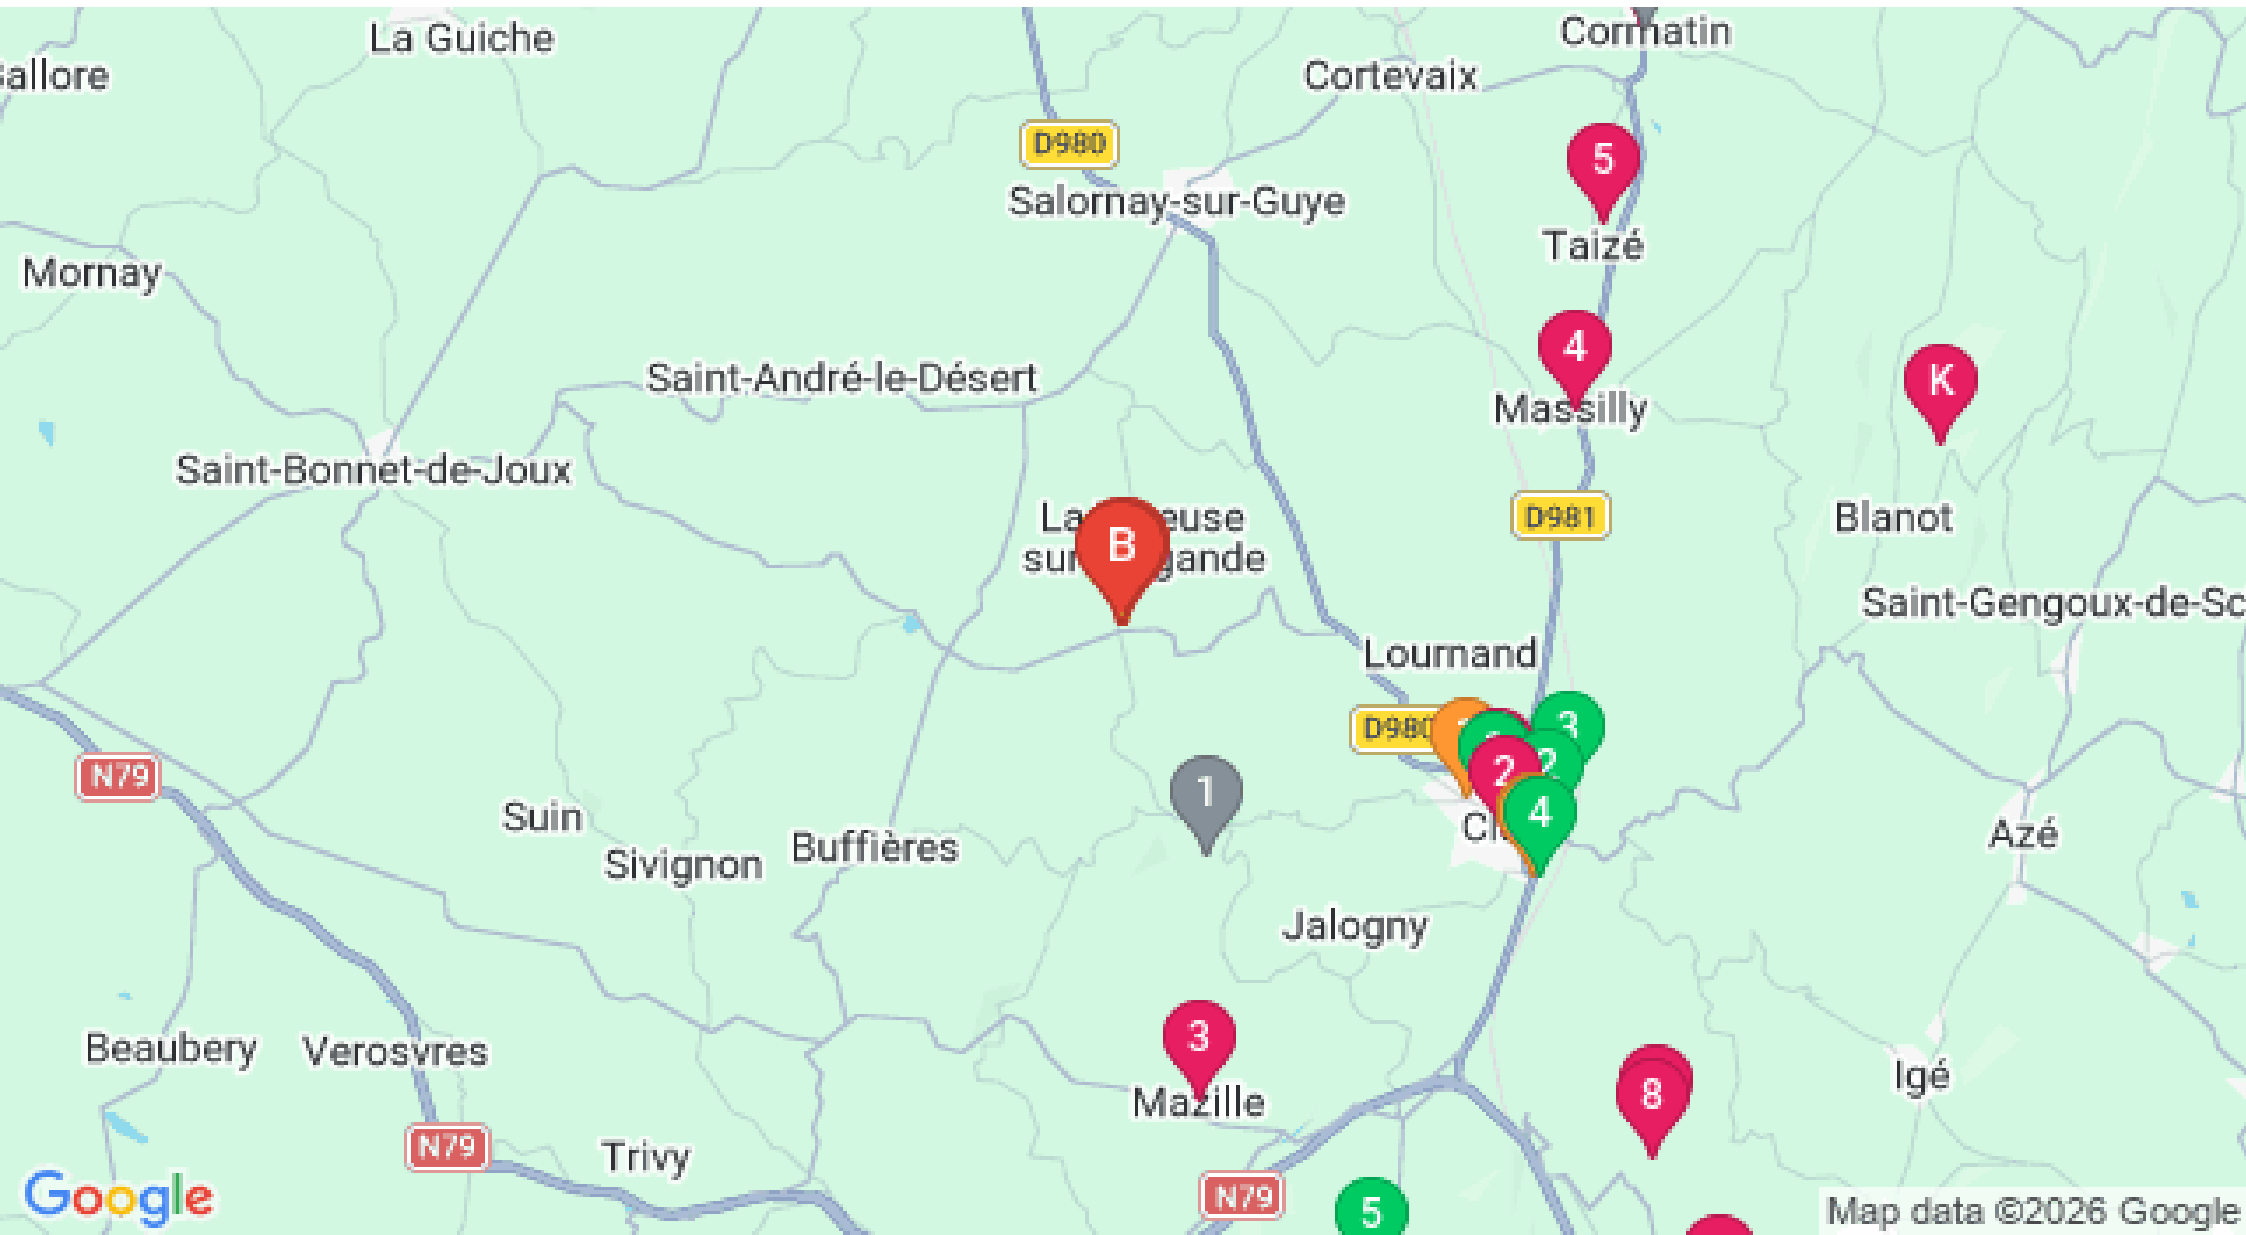 La Guiche
Cormatin
Cortevaix
D980
5
Salornay-sur-Guye
Taizé
Mornay
4
Saint-André-le-Désert
K
Massilly
Saint-Bonnet-de-Joux
D981
Blanot
B
Saint-Gengoux-de-Sc
Lournand
D980
3
2
2
1
4
N79
Suin
Sivignon
Buffières
Azé
Jalogny
3
Beaubery
Verosvres
Mazille
8
Igé
N79
Trivy
N79
5
Google
Map data ©2026 Google